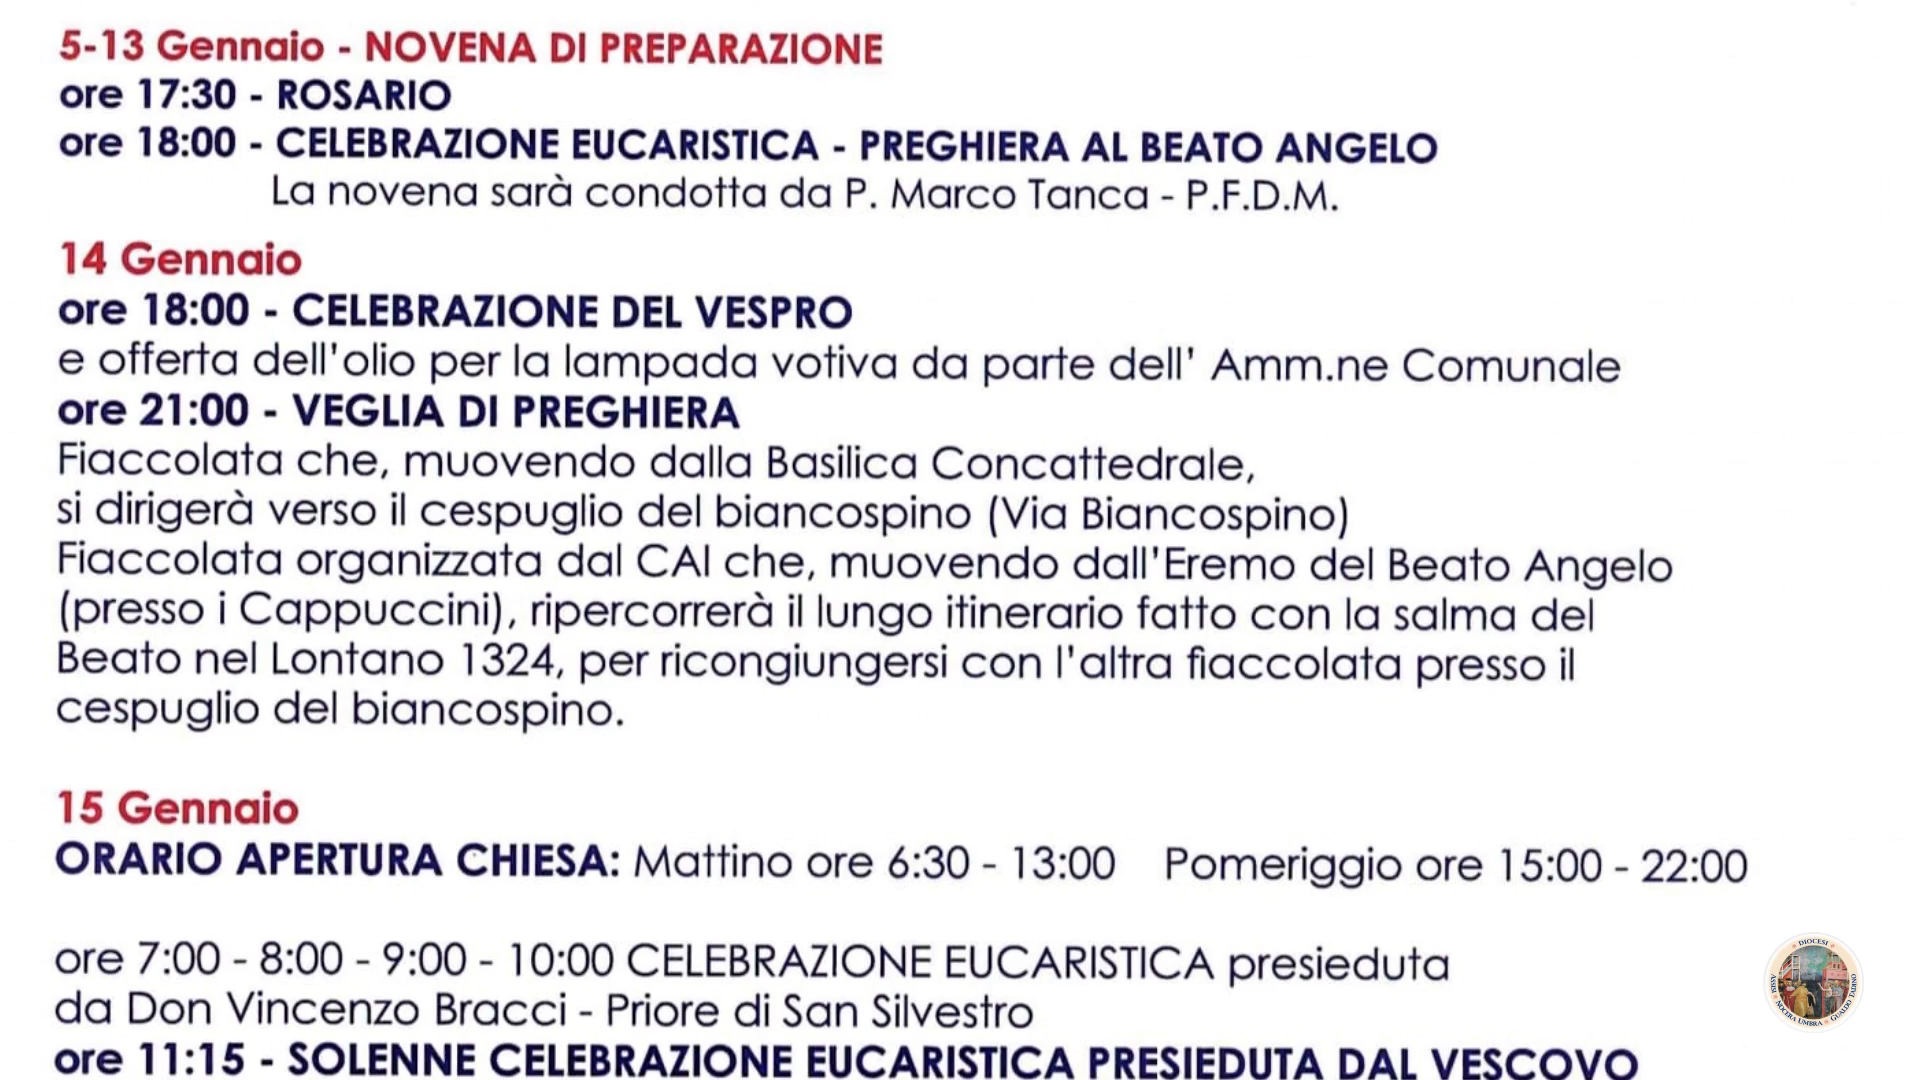 5-13 Gennaio - NOVENA DI PREPARAZIONE
ore 17:30 - ROSARIO
ore 18:00 - CELEBRAZIONE EUCARISTICA - PREGHIERA AL BEATO ANGELO
La novena sarà condotta da P. Marco Tanca - P.F.D.M.
14 Gennaio
ore 18:00 - CELEBRAZIONE DEL VESPRO
e offerta dell'olio per la lampada votiva da parte dell' Amm.ne Comunale
ore 21:00 - VEGLIA DI PREGHIERA
Fiaccolata che, muovendo dalla Basilica Concattedrale,
si dirigerà verso il cespuglio del biancospino (Via Biancospino)
Fiaccolata organizzata dal CAI che, muovendo dall'Eremo del Beato Angelo
(presso i Cappuccini), ripercorrerà il lungo itinerario fatto con la salma del
Beato nel Lontano 1324, per ricongiungersi con l'altra fiaccolata presso il
cespuglio del biancospino.
15 Gennaio
ORARIO APERTURA CHIESA: Mattino ore 6:30 - 13:00 Pomeriggio ore 15:00 - 22:00
ore 7:00 - 8:00 - 9:00 - 10:00 CELEBRAZIONE EUCARISTICA presieduta
da Don Vincenzo Bracci - Priore di San Silvestro
ore 11:15 - SOLENNE CELEBRAZIONE EUCARISTICA PRESIEDUTA DAL VESCOVO
DIOCESI
ASSISI NOCERA UMBRA GUALDO TADINO